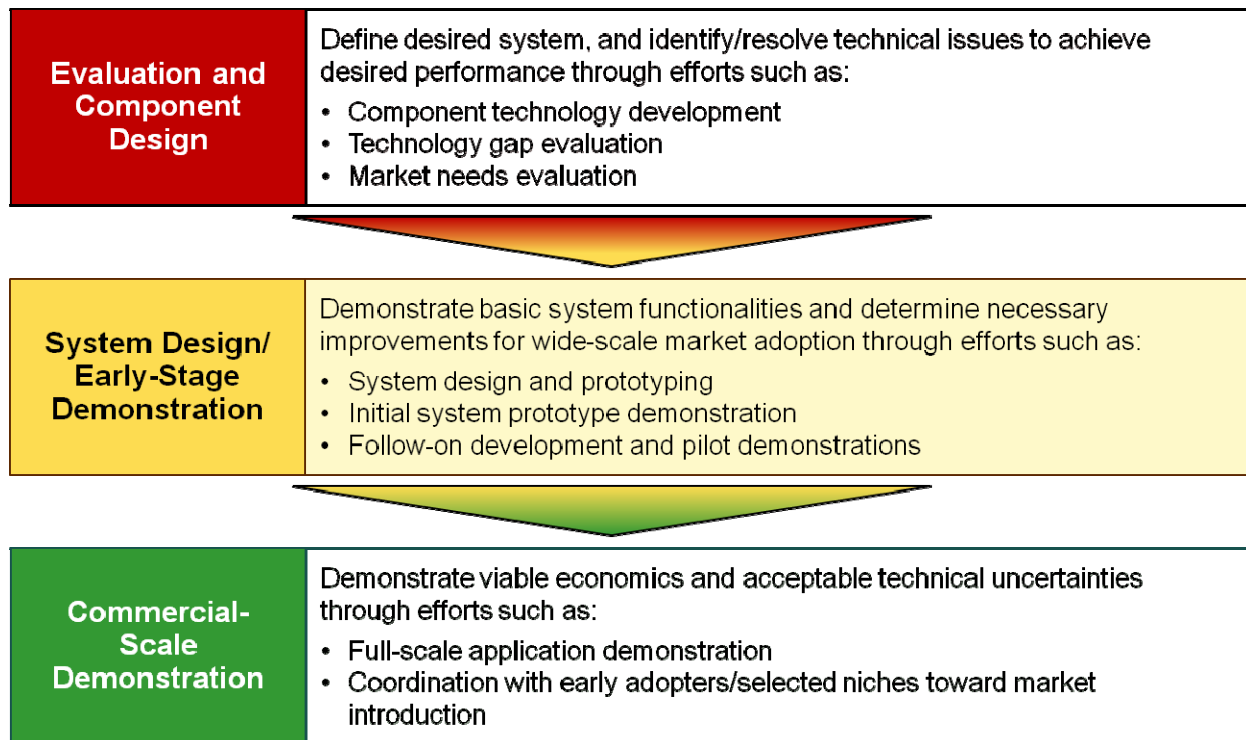 Evaluation and
Component
Design
Define desired system, and identify/resolve technical issues to achieve
desired performance through efforts such as:
• Component technology development
• Technology gap evaluation
• Market needs evaluation
System Design/
Early-Stage
Demonstration
Demonstrate basic system functionalities and determine necessary
improvements for wide-scale market adoption through efforts such as:
• System design and prototyping
• Initial system prototype demonstration
• Follow-on development and pilot demonstrations
Commercial-
Scale
Demonstration
Demonstrate viable economics and acceptable technical uncertainties
through efforts such as:
• Full-scale application demonstration
• Coordination with early adopters/selected niches toward market
introduction